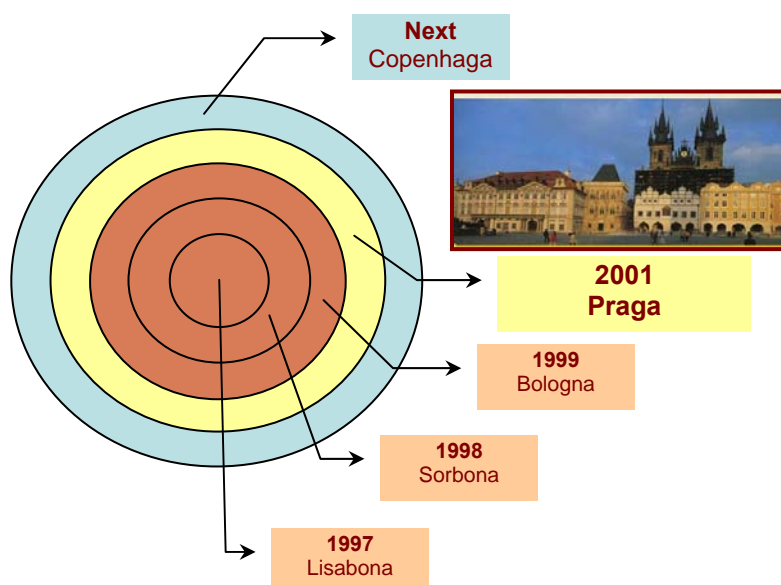 Next
Copenhaga
2001
Praga
1999
Bologna
1998
Sorbona
1997
Lisabona